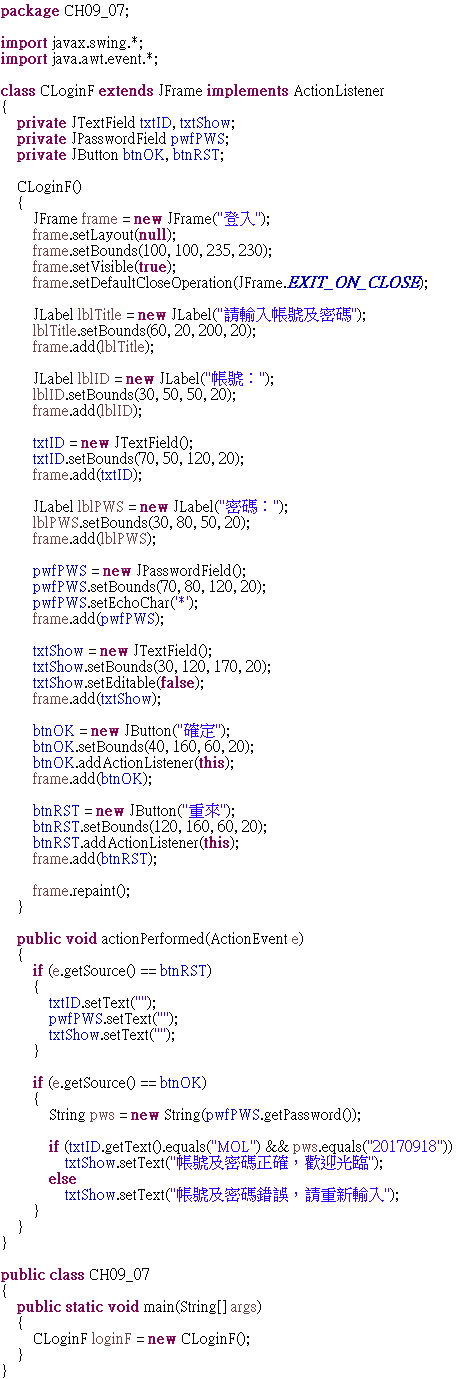 package CH09_07;

import javax.swing.*;
import java.awt.event.*;

class CLoginF extends JFrame implements ActionListener
{
    private JTextField txtID, txtShow;
    private JPasswordField pwfPWS;
    private JButton btnOK, btnRST;

    CLoginF()
    {
        JFrame frame = new JFrame("登入");
        frame.setLayout(null);
        frame.setBounds(100, 100, 235, 230);
        frame.setVisible(true);
        frame.setDefaultCloseOperation(JFrame.EXIT_ON_CLOSE);

        JLabel lblTitle = new JLabel("請輸入帳號及密碼");
        lblTitle.setBounds(60, 20, 200, 20);
        frame.add(lblTitle);

        JLabel lblID = new JLabel("帳號：");
        lblID.setBounds(30, 50, 50, 20);
        frame.add(lblID);

        txtID = new JTextField();
        txtID.setBounds(70, 50, 120, 20);
        frame.add(txtID);

        JLabel lblPWS = new JLabel("密碼：");
        lblPWS.setBounds(30, 80, 50, 20);
        frame.add(lblPWS);

        pwfPWS = new JPasswordField();
        pwfPWS.setBounds(70, 80, 120, 20);
        pwfPWS.setEchoChar('*');
        frame.add(pwfPWS);

        txtShow = new JTextField();
        txtShow.setBounds(30, 120, 170, 20);
        txtShow.setEditable(false);
        frame.add(txtShow);

        btnOK = new JButton("確定");
        btnOK.setBounds(40, 160, 60, 20);
        btnOK.addActionListener(this);
        frame.add(btnOK);

        btnRST = new JButton("重來");
        btnRST.setBounds(120, 160, 60, 20);
        btnRST.addActionListener(this);
        frame.add(btnRST);

        frame.repaint();
    }

    public void actionPerformed(ActionEvent e)
    {
        if (e.getSource() == btnRST)
        {
            txtID.setText("");
            pwfPWS.setText("");
            txtShow.setText("");
        }

        if (e.getSource() == btnOK)
        {
            String pws = new String(pwfPWS.getPassword());

            if (txtID.getText().equals("MOL") && pws.equals("20170918"))
                txtShow.setText("帳號及密碼正確，歡迎光臨");
            else
                txtShow.setText("帳號及密碼錯誤，請重新輸入");
        }
    }
}

public class CH09_07
{
    public static void main(String[] args)
    {
        CLoginF loginF = new CLoginF();
    }
}